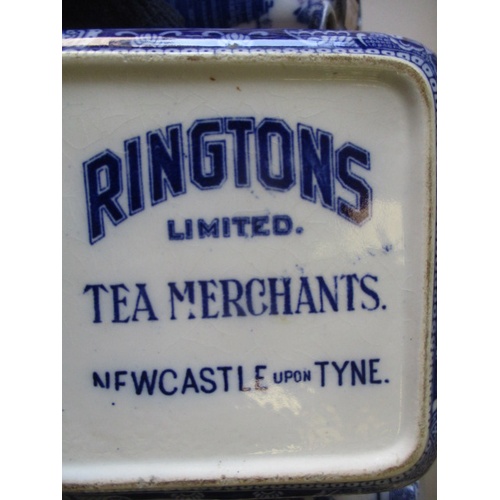 RINGTONS
LIMITED.
TEA MERCHANTS.
NEWCASTLE UPON TYNE.